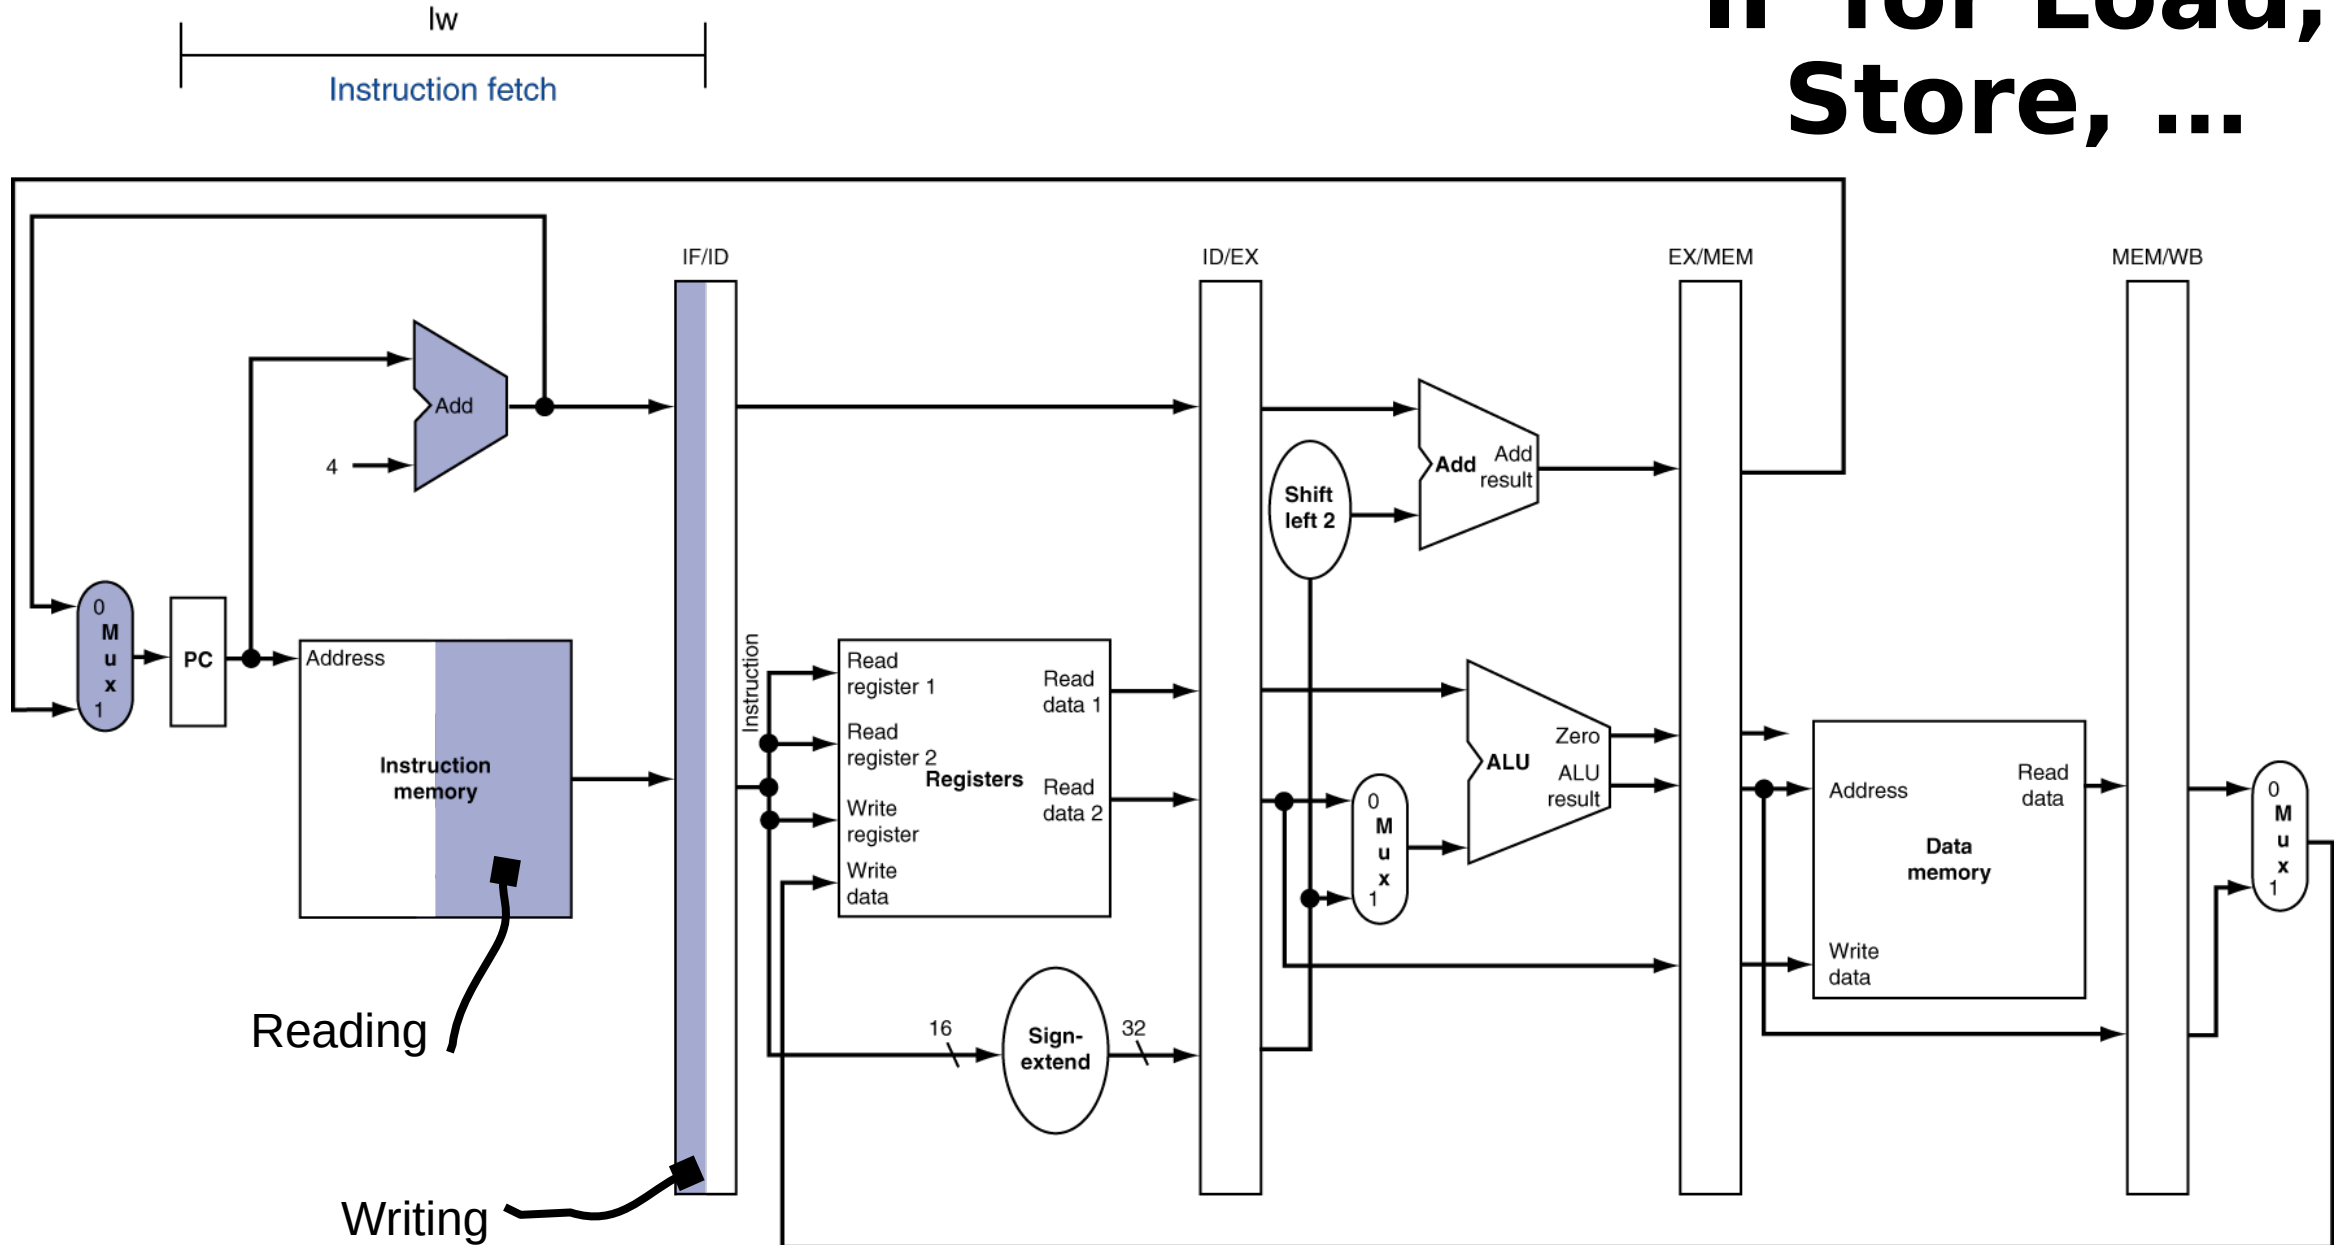 lw
Instruction fetch
IF for Load,
Store, ...
IF/ID
ID/EX
EX/MEM
MEM/WB
Add
4
Add
Add
result
Shift
left 2
0
M
u
x
1
PC
Address
Instruction
memory
Instruction
Read
register 1
Read
register 2
Write
register
Write
data
Registers
Read
data 1
Read
data 2
Zero
ALU
ALU
result
0
M
u
x
1
Address
Read
data
Data
memory
Write
data
0
M
u
x
1
16
Sign-
extend
32
Reading
Writing